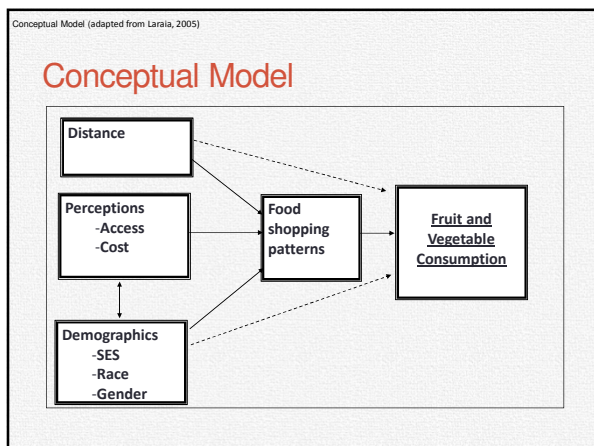 Conceptual Model (adapted from Laraia, 2005)
Conceptual Model
Distance
Perceptions
-Access
-Cost
Demographics
-SES
-Race
-Gender
Food
shopping
patterns
Fruit and
Vegetable
Consumption